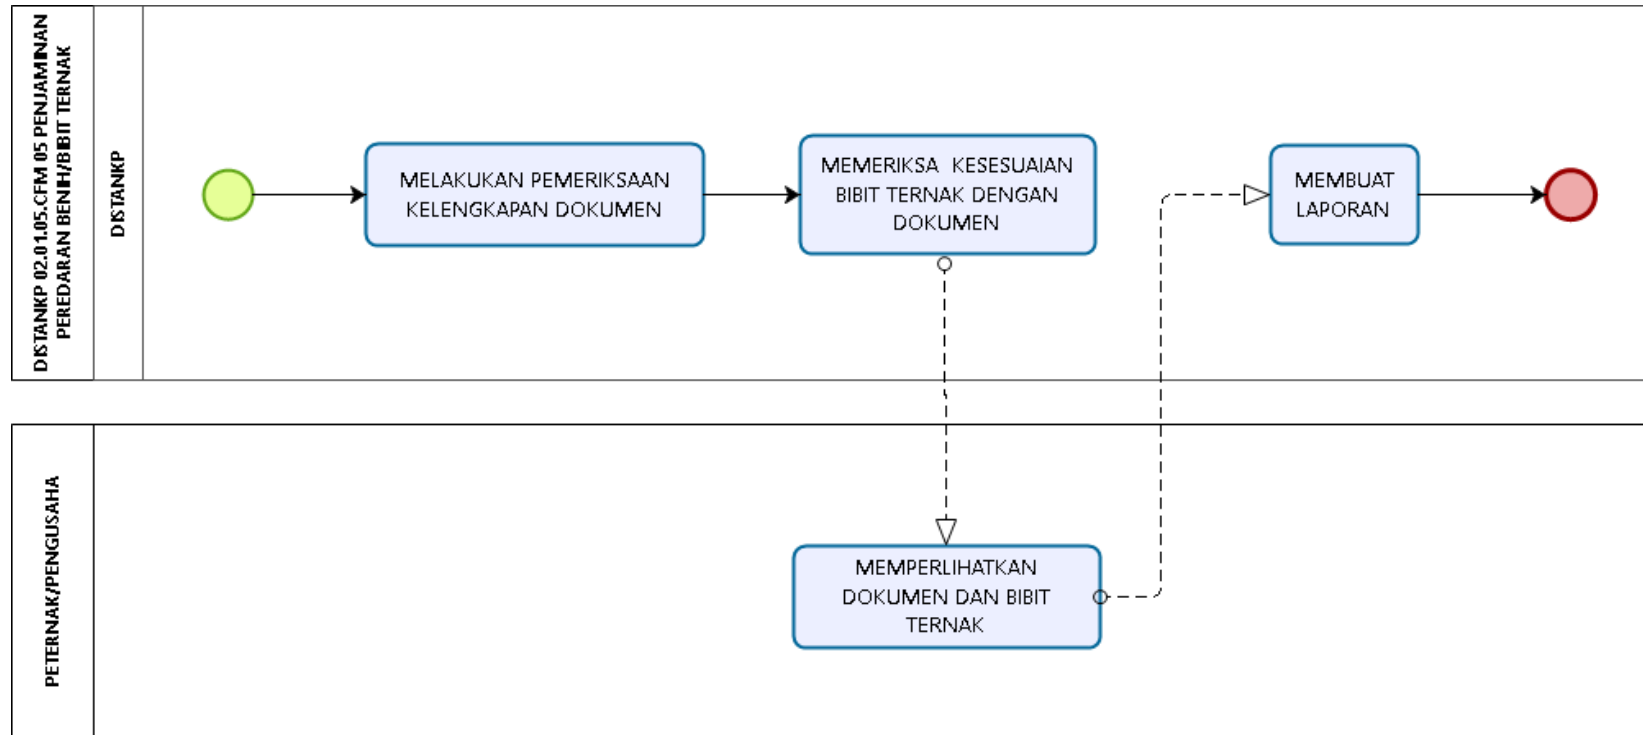 DISTANKP 02.01.05.CFM 05 PENJAMINAN
PEREDARAN BENIH/BIBIT TERNAK
DISTANKP
MELAKUKAN PEMERIKSAAN
KELENGKAPAN DOKUMEN
MEMERIKSA KESESUAIAN
BIBIT TERNAK DENGAN
DOKUMEN
MEMBUAT
LAPORAN
PETERNAK/PENGUSAHA
MEMPERLIHATKAN
DOKUMEN DAN BIBIT
TERNAK